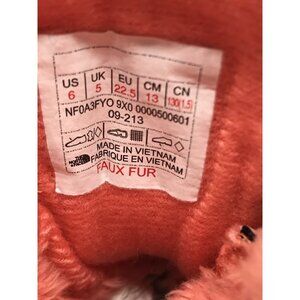 US UK EU CM CN
6 5 22.5 13 130(1.5)
NF0A3FYO 9X0 0000500601
09-213
MADE IN VIETNAM
FABRIQUE EN VIETNAM
THE NORTH FACE
FAUX FUR